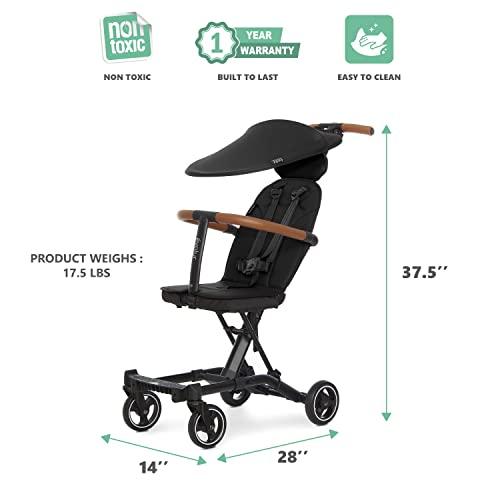 non
toxic
NON TOXIC
1 YEAR
WARRANTY
BUILT TO LAST
EASY TO CLEAN
PRODUCT WEIGHS :
17.5 LBS
37.5′′
14′′
28′′